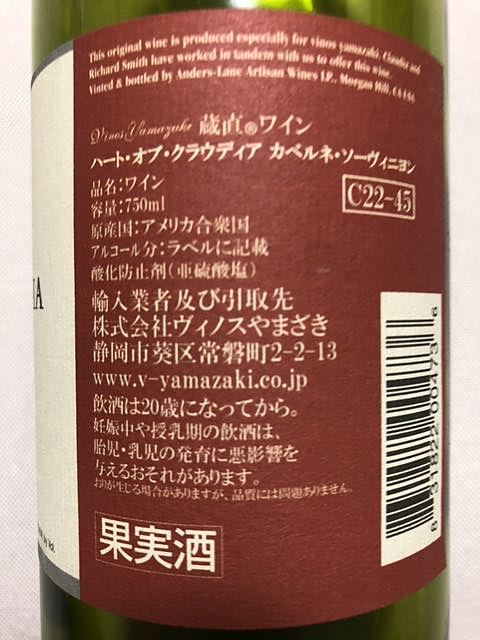 This original wine is produced especially for vinos yamazaki. Claudia and
Richard Smith have worked in tandem with us to offer this wine.
Vinted & bottled by Anders-Lane Artisan Wines LP., Morgan Hill, CA
Vinos Yamazaki 蔵直®ワイン
ハート・オブ・クラウディア カベルネ・ソーヴィニヨン
品名:ワイン
C22-45
容量:750ml
原産国:アメリカ合衆国
アルコール分:ラベルに記載
酸化防止剤(亜硫酸塩)
輸入業者及び引取先
株式会社ヴィノスやまざき
静岡市葵区常磐町2-2-13
www.v-yamazaki.co.jp
飲酒は20歳になってから。
妊娠中や授乳期の飲酒は、
胎児・乳児の発育に悪影響を
与えるおそれがあります。
おりが生じる場合がありますが、品質には問題ありません。
果実酒
6 31822 00473 6